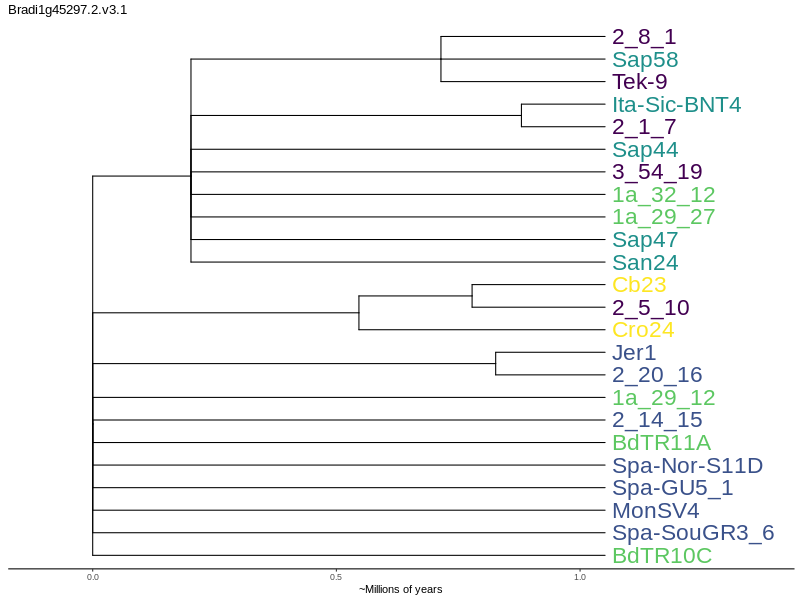 Bradi1g45297.2.v3.1
2_8_1
Sap58
Tek-9
Ita-Sic-BNT4
2_1_7
Sap44
3_54_19
1a_32_12
1a_29_27
Sap47
San24
Cb23
2_5_10
Cro24
Jer1
2_20_16
1a_29_12
2_14_15
BdTR11A
Spa-Nor-S11D
Spa-GU5_1
MonSV4
Spa-SouGR3_6
BdTR10C
0.0 0.5 1.0
~Millions of years